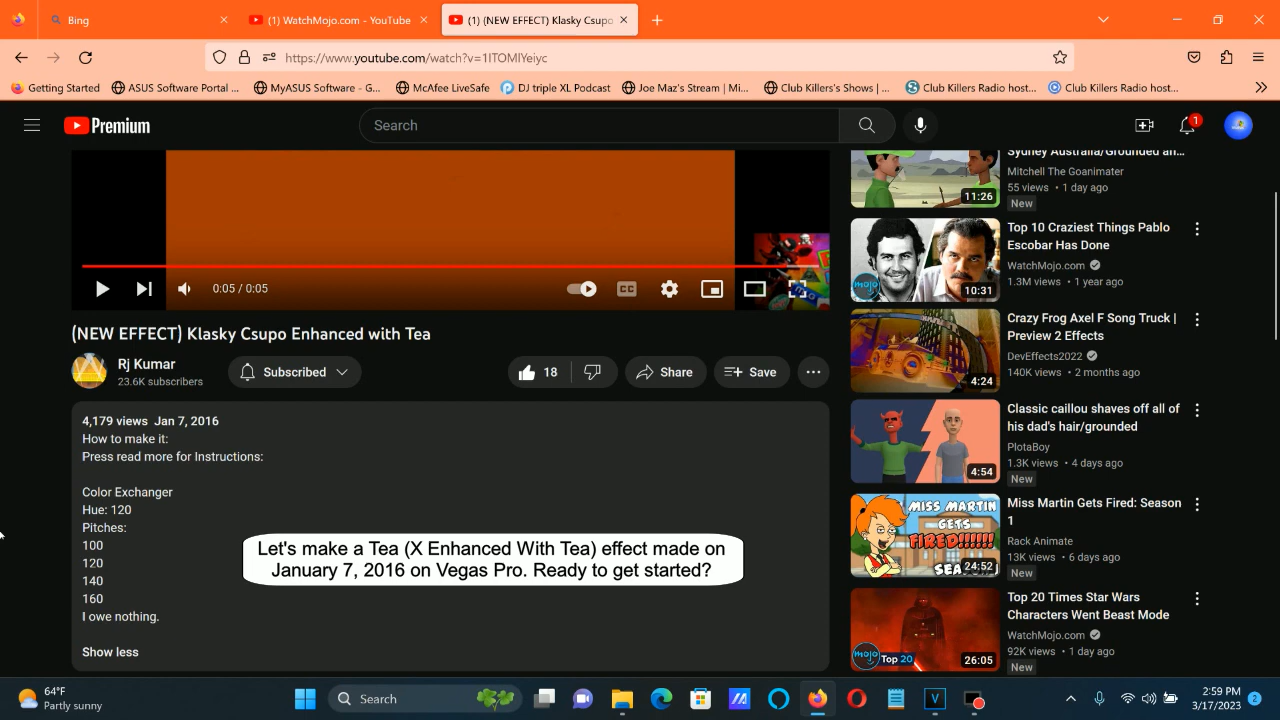 Bing
(1) WatchMojo.com - YouTube
(1) (NEW EFFECT) Klasky Csupo
https://www.youtube.com/watch?v=1lTOMlYeiyc
Getting Started
ASUS Software Portal ...
MyASUS Software - G...
McAfee LiveSafe
DJ triple XL Podcast
Joe Maz's Stream | Mi...
Club Killers's Shows | ...
Club Killers Radio host...
Club Killers Radio host...
Premium
Search
1
Sydney Australia/Grounded an...
Mitchell The Goanimater
55 views • 1 day ago
New
11:26
Top 10 Craziest Things Pablo
Escobar Has Done
WatchMojo.com
1.3M views • 1 year ago
mojo
10:31
0:05 / 0:05
CC
(NEW EFFECT) Klasky Csupo Enhanced with Tea
Rj Kumar
23.6K subscribers
Subscribed
18
Share
Save
Crazy Frog Axel F Song Truck |
Preview 2 Effects
DevEffects2022
140K views • 2 months ago
4:24
4,179 views Jan 7, 2016
How to make it:
Press read more for Instructions:
Color Exchanger
Hue: 120
Pitches:
100
120
140
160
I owe nothing.
Show less
Let's make a Tea (X Enhanced With Tea) effect made on
January 7, 2016 on Vegas Pro. Ready to get started?
Classic caillou shaves off all of
his dad's hair/grounded
PlotaBoy
1.3K views • 4 days ago
New
4:54
MISS MARTIN
GETS
FIRED!!!!!!
24:52
Miss Martin Gets Fired: Season
1
Rack Animate
13K views • 6 days ago
New
Top 20 Times Star Wars
Characters Went Beast Mode
WatchMojo.com
92K views • 1 day ago
New
mojo Top 20
26:05
64°F
Partly sunny
Search
2:59 PM
3/17/2023
2